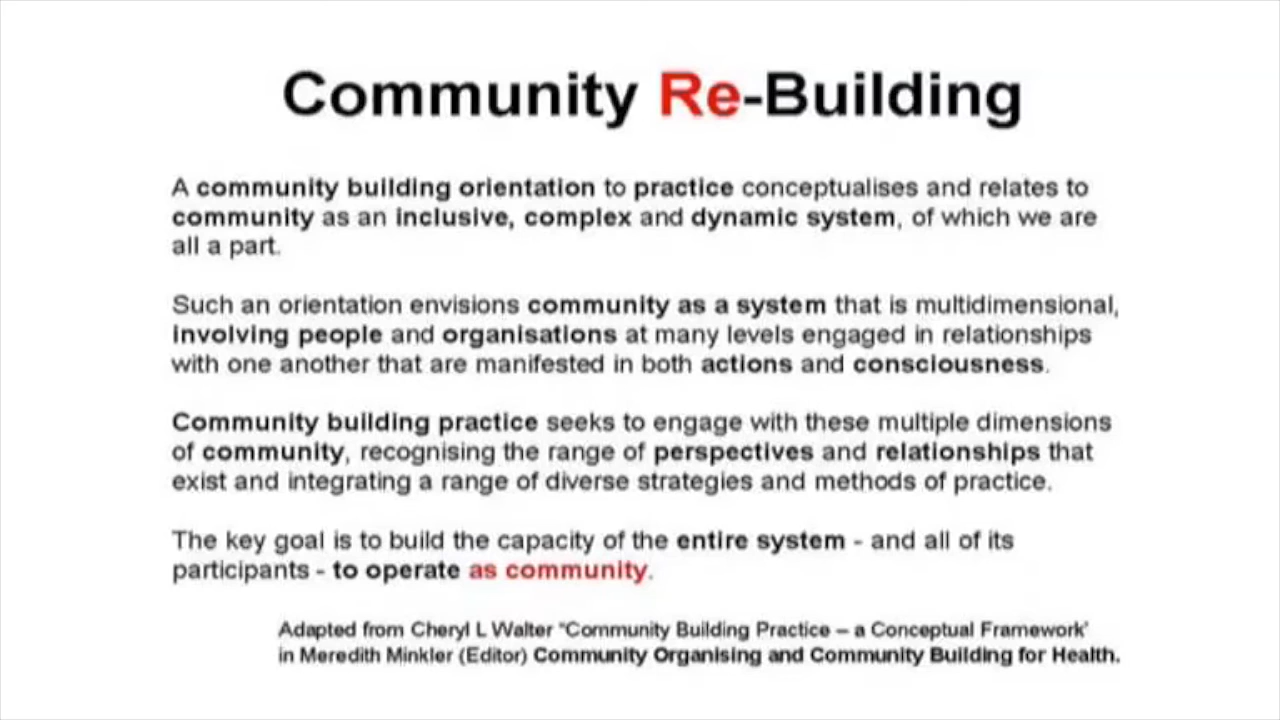 Community Re-Building
A community building orientation to practice conceptualises and relates to
community as an inclusive, complex and dynamic system, of which we are
all a part.
Such an orientation envisions community as a system that is multidimensional,
involving people and organisations at many levels engaged in relationships
with one another that are manifested in both actions and consciousness.
Community building practice seeks to engage with these multiple dimensions
of community, recognising the range of perspectives and relationships that
exist and integrating a range of diverse strategies and methods of practice.
The key goal is to build the capacity of the entire system - and all of its
participants - to operate as community.
Adapted from Cheryl L Walter "Community Building Practice – a Conceptual Framework'
in Meredith Minkler (Editor) Community Organising and Community Building for Health.